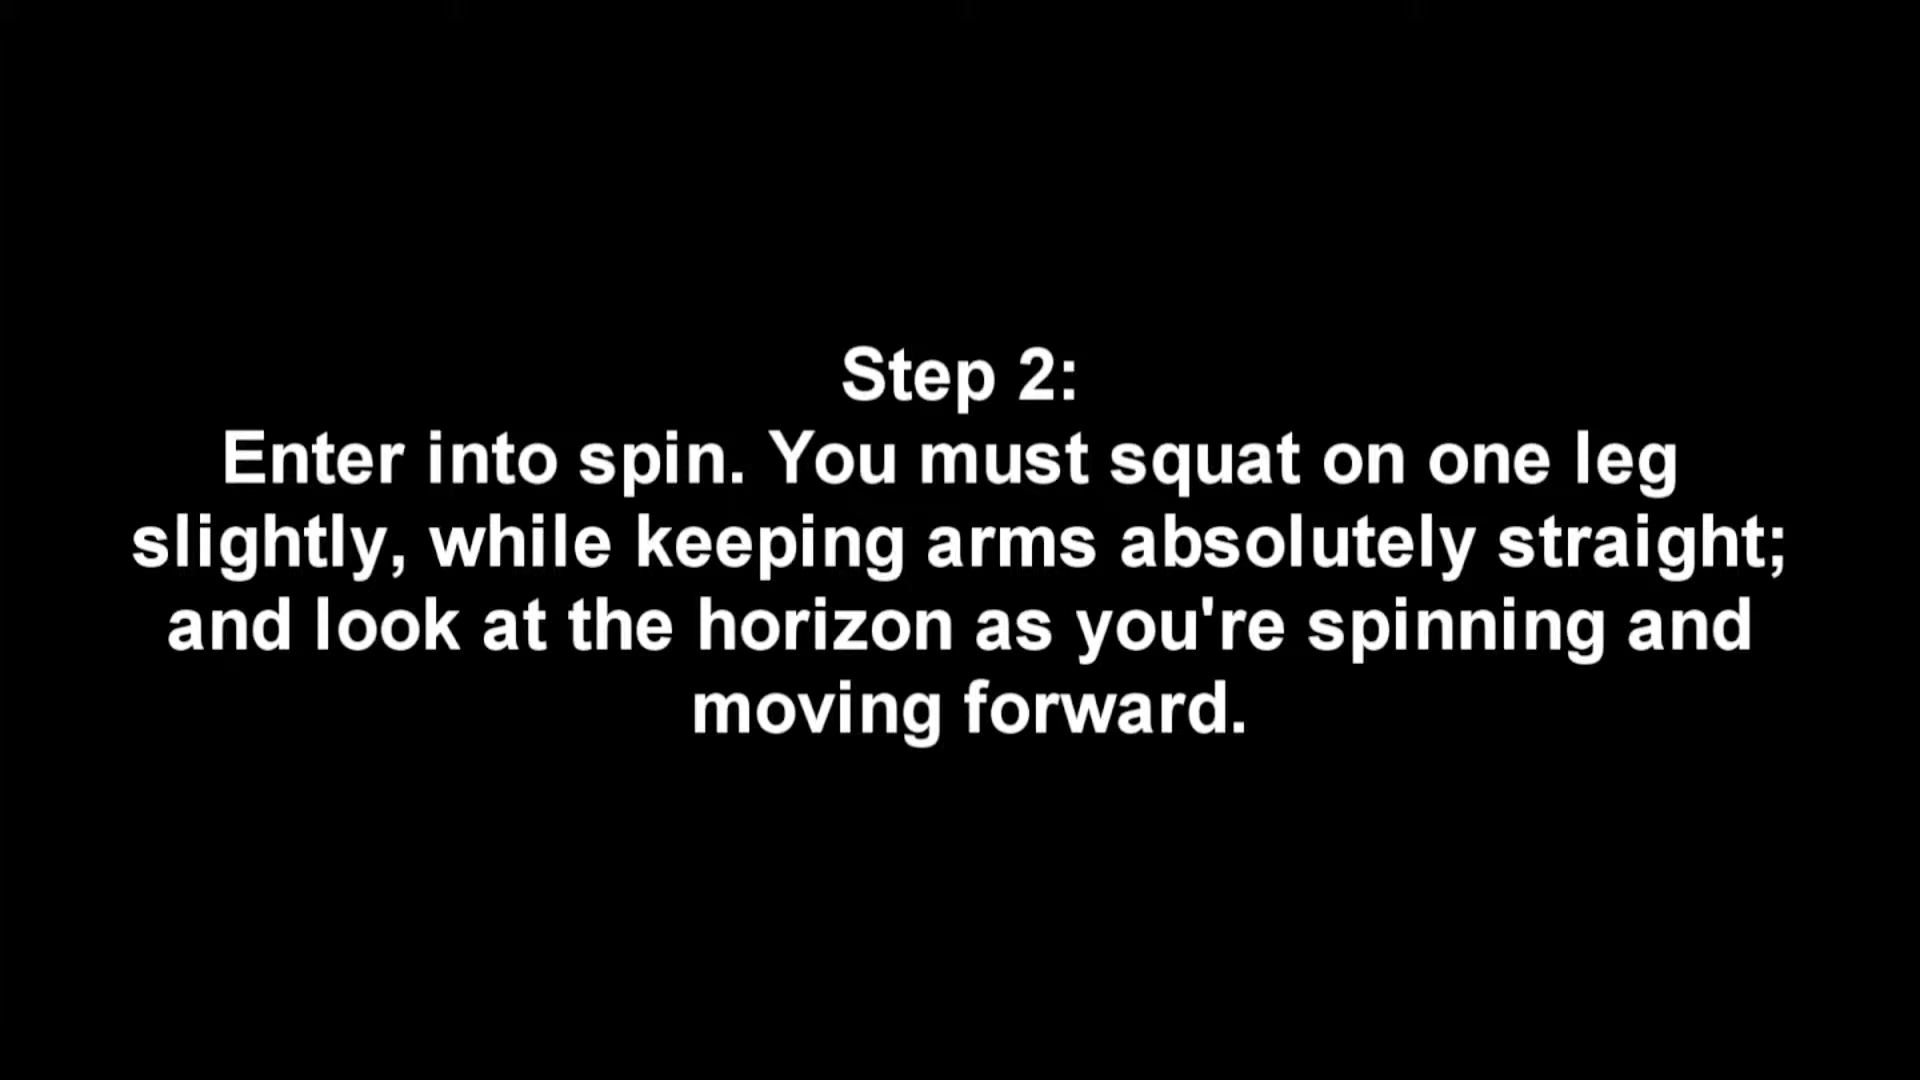 Step 2:
Enter into spin. You must squat on one leg
slightly, while keeping arms absolutely straight;
and look at the horizon as you're spinning and
moving forward.